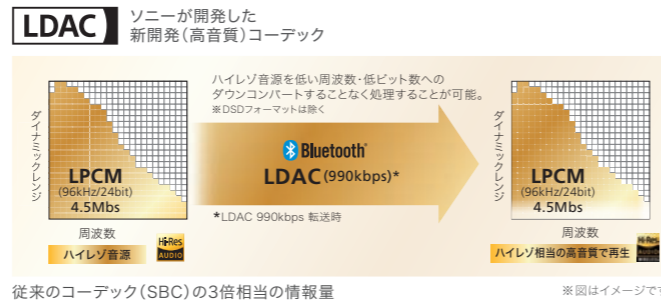 LDAC
ソニーが開発した
新開発(高音質)コーデック
ハイレゾ音源を低い周波数・低ビット数への
ダウンコンバートすることなく処理することが可能。
※DSDフォーマットは除く
ダイナミックレンジ
LPCM
(96kHz/24bit)
4.5Mbs
周波数
ハイレゾ音源
Hi-Res
AUDIO
Bluetooth®
LDAC(990kbps)*
*LDAC 990kbps 転送時
ダイナミックレンジ
LPCM
(96kHz/24bit)
4.5Mbs
周波数
ハイレゾ相当の高音質で再生
Hi-Res
AUDIO
従来のコーデック(SBC)の3倍相当の情報量
※図はイメージです